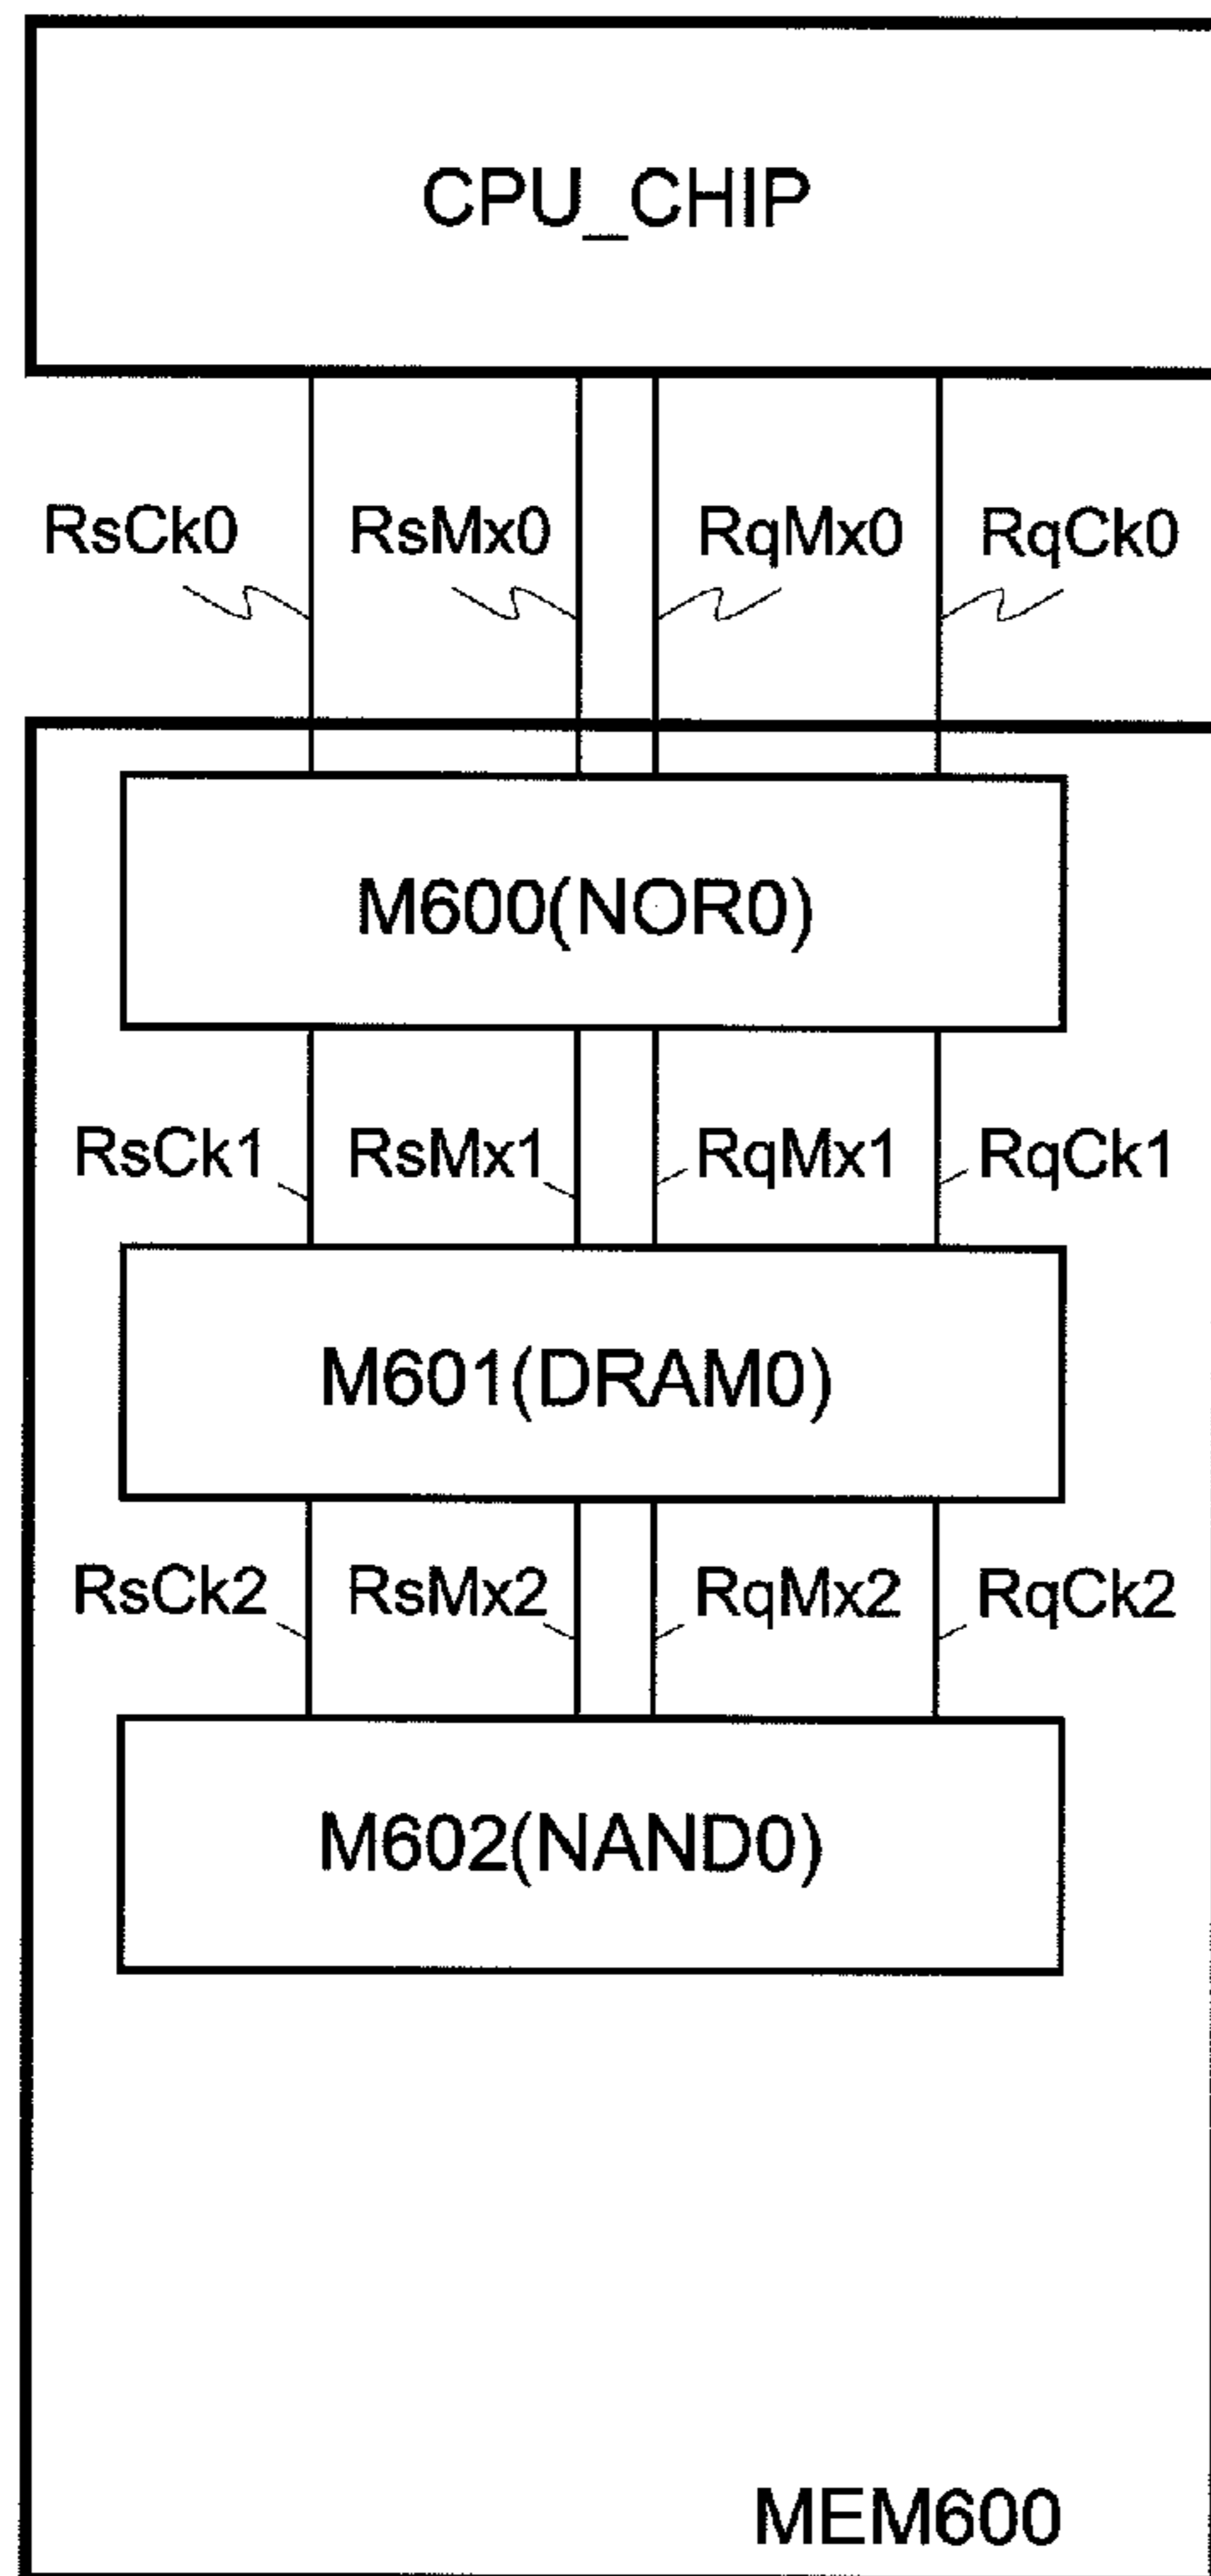 CPU_CHIP
RsCk0 RsMx0 RqMx0 RqCk0
M600(NOR0)
RsCk1 RsMx1 RqMx1 RqCk1
M601(DRAM0)
RsCk2 RsMx2 RqMx2 RqCk2
M602(NAND0)
MEM600